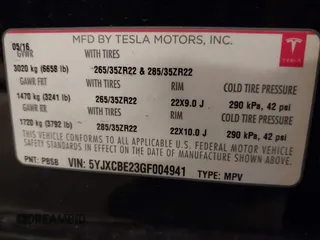 MFD BY TESLA MOTORS, INC.
05/16
GVWR WITH TIRES
3020 kg (6658 lb) 265/35ZR22 & 285/35ZR22
GAWR FRT WITH TIRES RIM COLD TIRE PRESSURE
1470 kg (3241 lb) 265/35ZR22 22X9.0 J 290 kPa, 42 psi
GAWR RR WITH TIRES RIM COLD TIRE PRESSURE
1720 kg (3792 lb) 285/35ZR22 22X10.0 J 290 kPa, 42 psi
THIS VEHICLE CONFORMS TO ALL APPLICABLE U.S. FEDERAL MOTOR VEHICLE
SAFETY STANDARDS IN EFFECT ON THE DATE OF MANUFACTURE SHOWN ABOVE.
VIN: 5YJXCBE23GF004941
PNT: PBSB TYPE: MPV